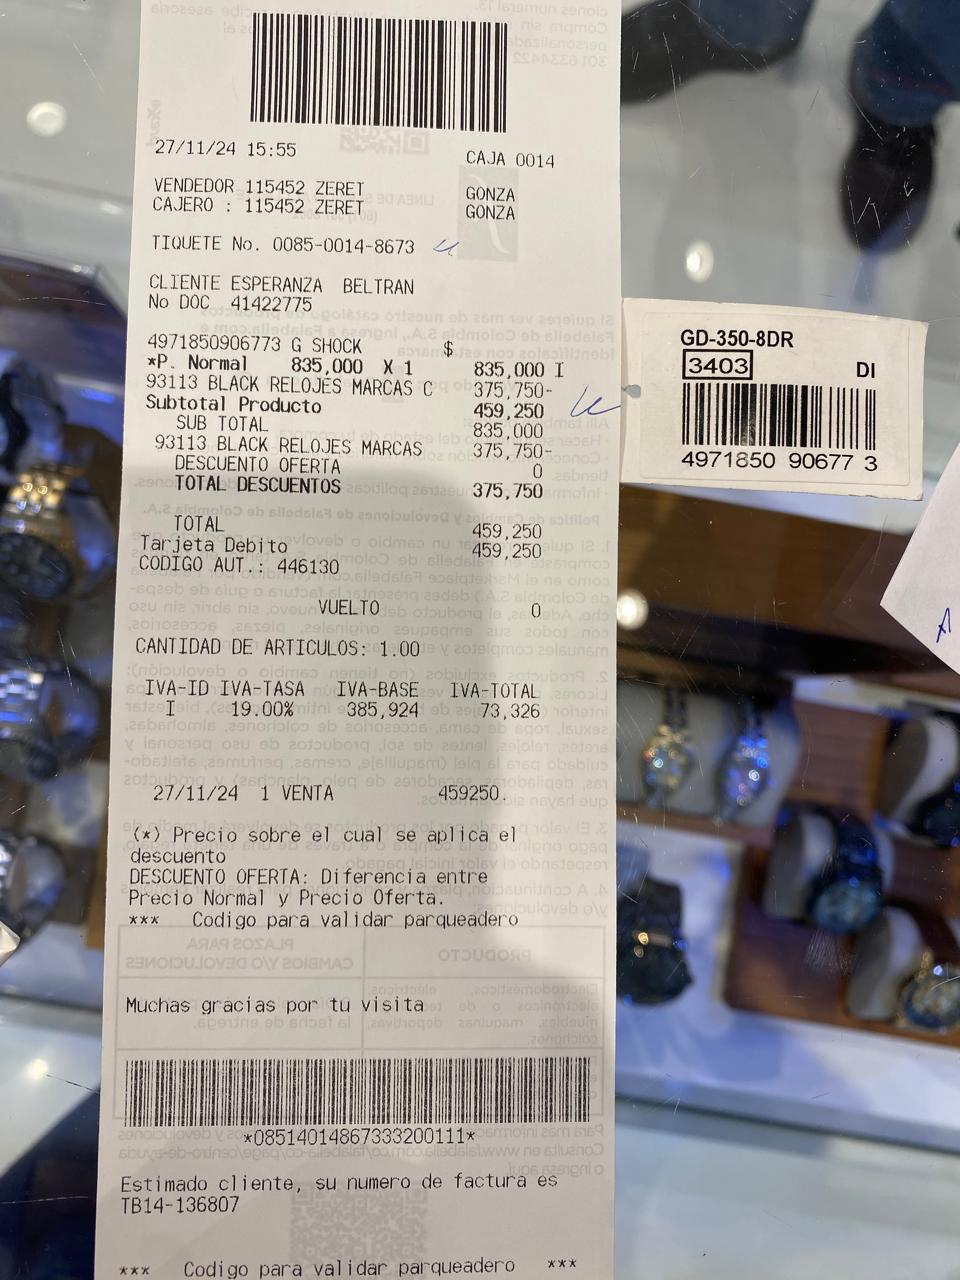 27/11/24 15:55 CAJA 0014
VENDEDOR 115452 ZERET GONZA
CAJERO : 115452 ZERET GONZA
TIQUETE No. 0085-0014-8673
CLIENTE ESPERANZA BELTRAN
No DOC 41422775
4971850906773 G SHOCK $
*P. Normal 835,000 X 1 835,000 I
93113 BLACK RELOJES MARCAS C 375,750-
Subtotal Producto 459,250
SUB TOTAL 835,000
93113 BLACK RELOJES MARCAS 375,750-
DESCUENTO OFERTA 0
TOTAL DESCUENTOS 375,750
TOTAL 459,250
Tarjeta Debito 459,250
CODIGO AUT.: 446130
VUELTO 0
CANTIDAD DE ARTICULOS: 1.00
IVA-ID IVA-TASA IVA-BASE IVA-TOTAL
I 19.00% 385,924 73,326
27/11/24 1 VENTA 459250.
(*) Precio sobre el cual se aplica el
descuento
DESCUENTO OFERTA: Diferencia entre
Precio Normal y Precio Oferta.
*** Codigo para validar parqueadero
Muchas gracias por tu visita
*08514014867333200111*
Estimado cliente, su numero de factura es
TB14-136807
*** Codigo para validar parqueadero ***
GD-350-8DR
3403 DI
4971850 90677 3